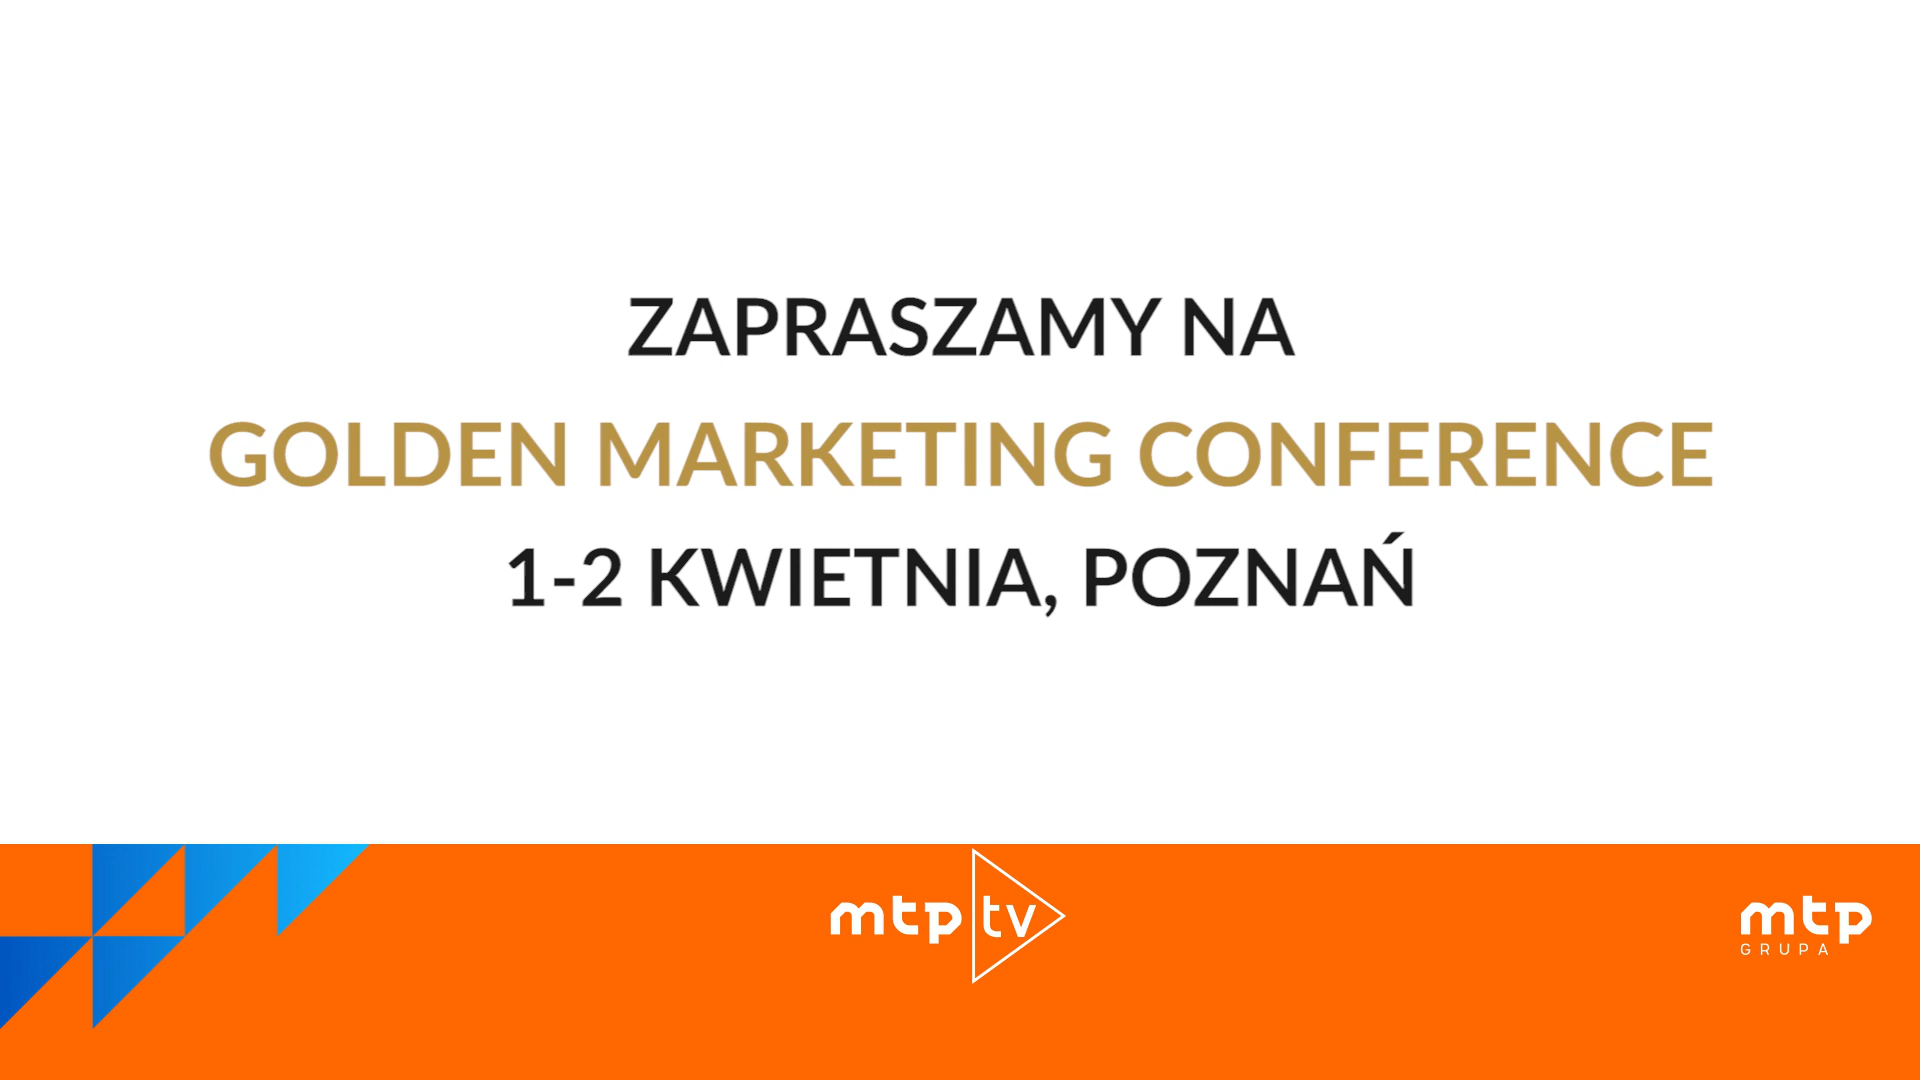 ZAPRASZAMY NA
GOLDEN MARKETING CONFERENCE
1-2 KWIETNIA, POZNAŃ
mtp tv
mtp
GRUPA